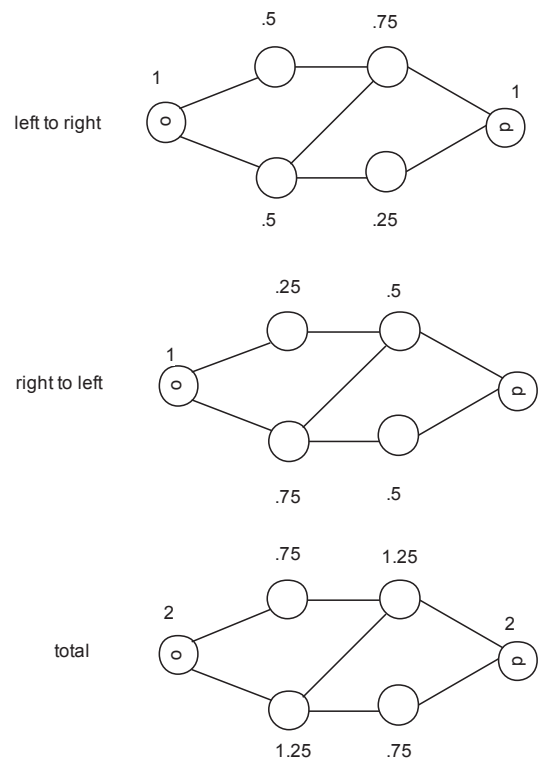 .5 .75
1
1
left to right
o
p
.5 .25
.25 .5
1
right to left
o
p
.75 .5
.75 1.25
2
2
total
o
p
1.25 .75